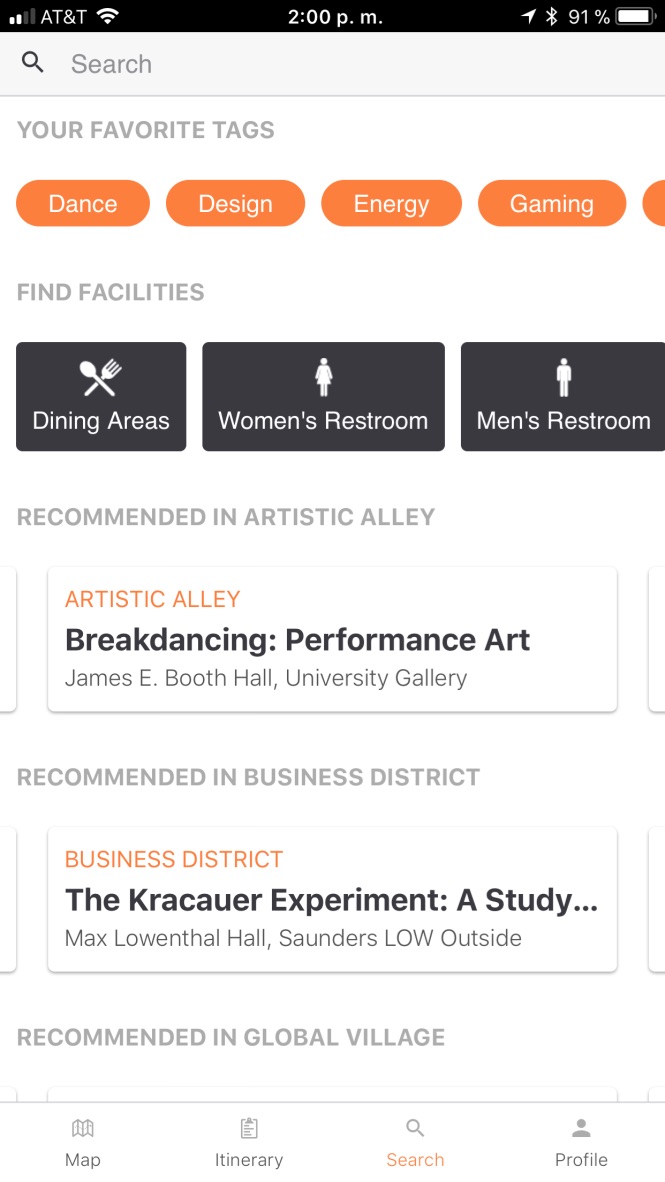 AT&T 2:00 p. m. 91 %
Search
YOUR FAVORITE TAGS
Dance Design Energy Gaming
FIND FACILITIES
Dining Areas Women's Restroom Men's Restroom
RECOMMENDED IN ARTISTIC ALLEY
ARTISTIC ALLEY
Breakdancing: Performance Art
James E. Booth Hall, University Gallery
RECOMMENDED IN BUSINESS DISTRICT
BUSINESS DISTRICT
The Kracauer Experiment: A Study...
Max Lowenthal Hall, Saunders LOW Outside
RECOMMENDED IN GLOBAL VILLAGE
Map Itinerary Search Profile